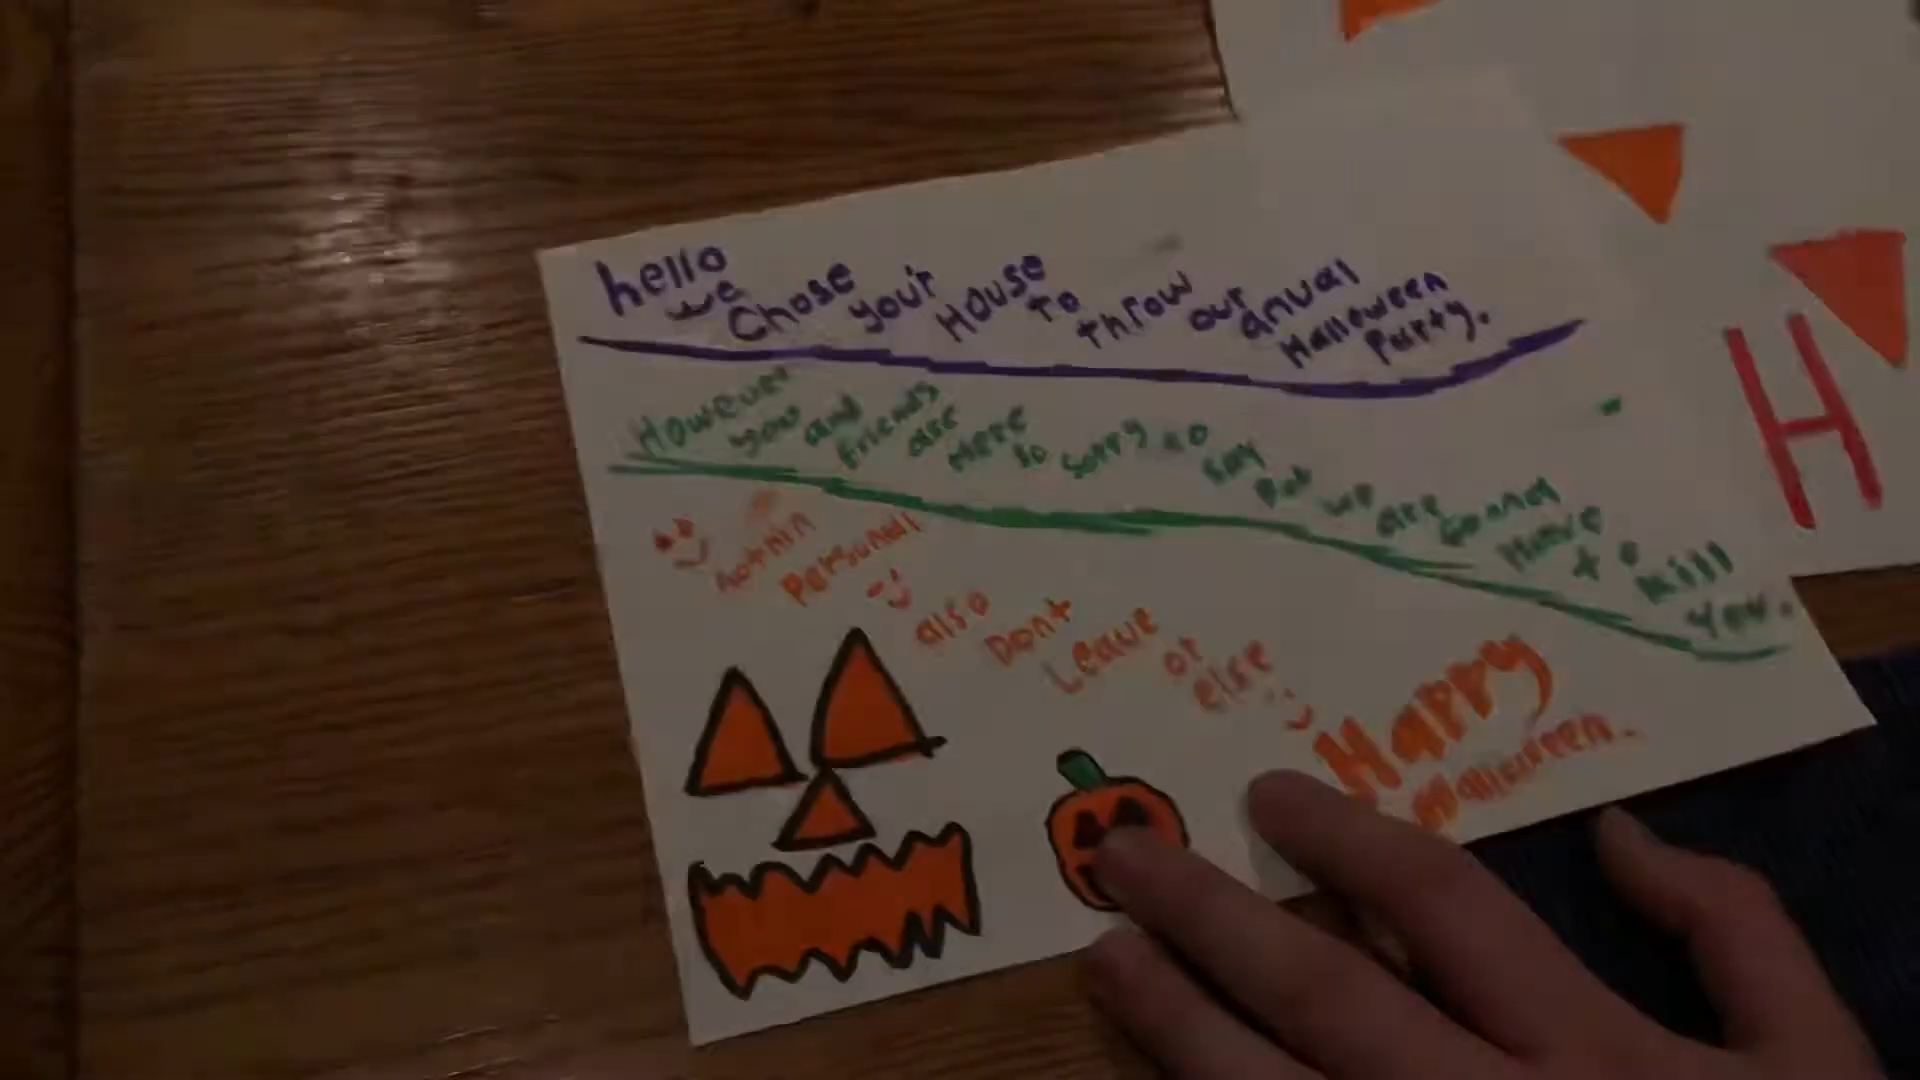 hello we Chose your House to throw our anual Halloween Party.
However you and friends are Here so sorry to say but we are gonna Have to kill you.
nothin Personall :) also Dont Leave or else :)
Happy Halloween.
H